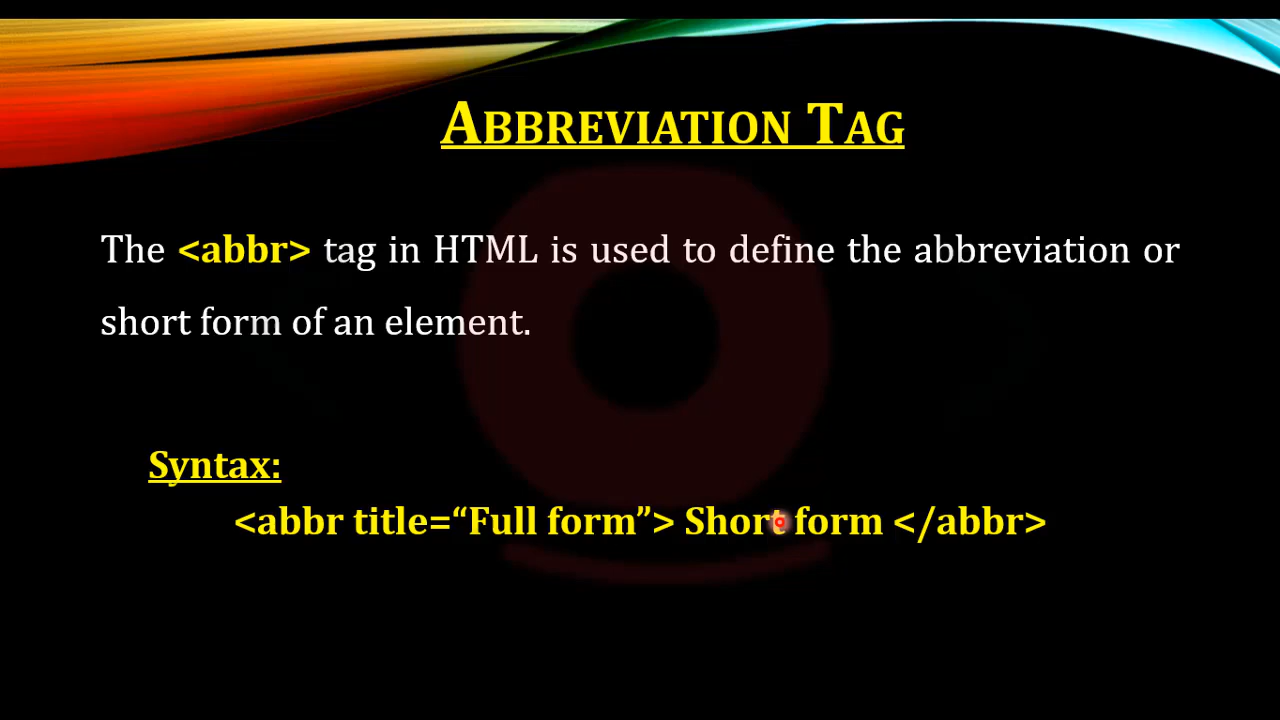 ABBREVIATION TAG
The <abbr> tag in HTML is used to define the abbreviation or
short form of an element.
Syntax:
<abbr title=“Full form”> Short form </abbr>